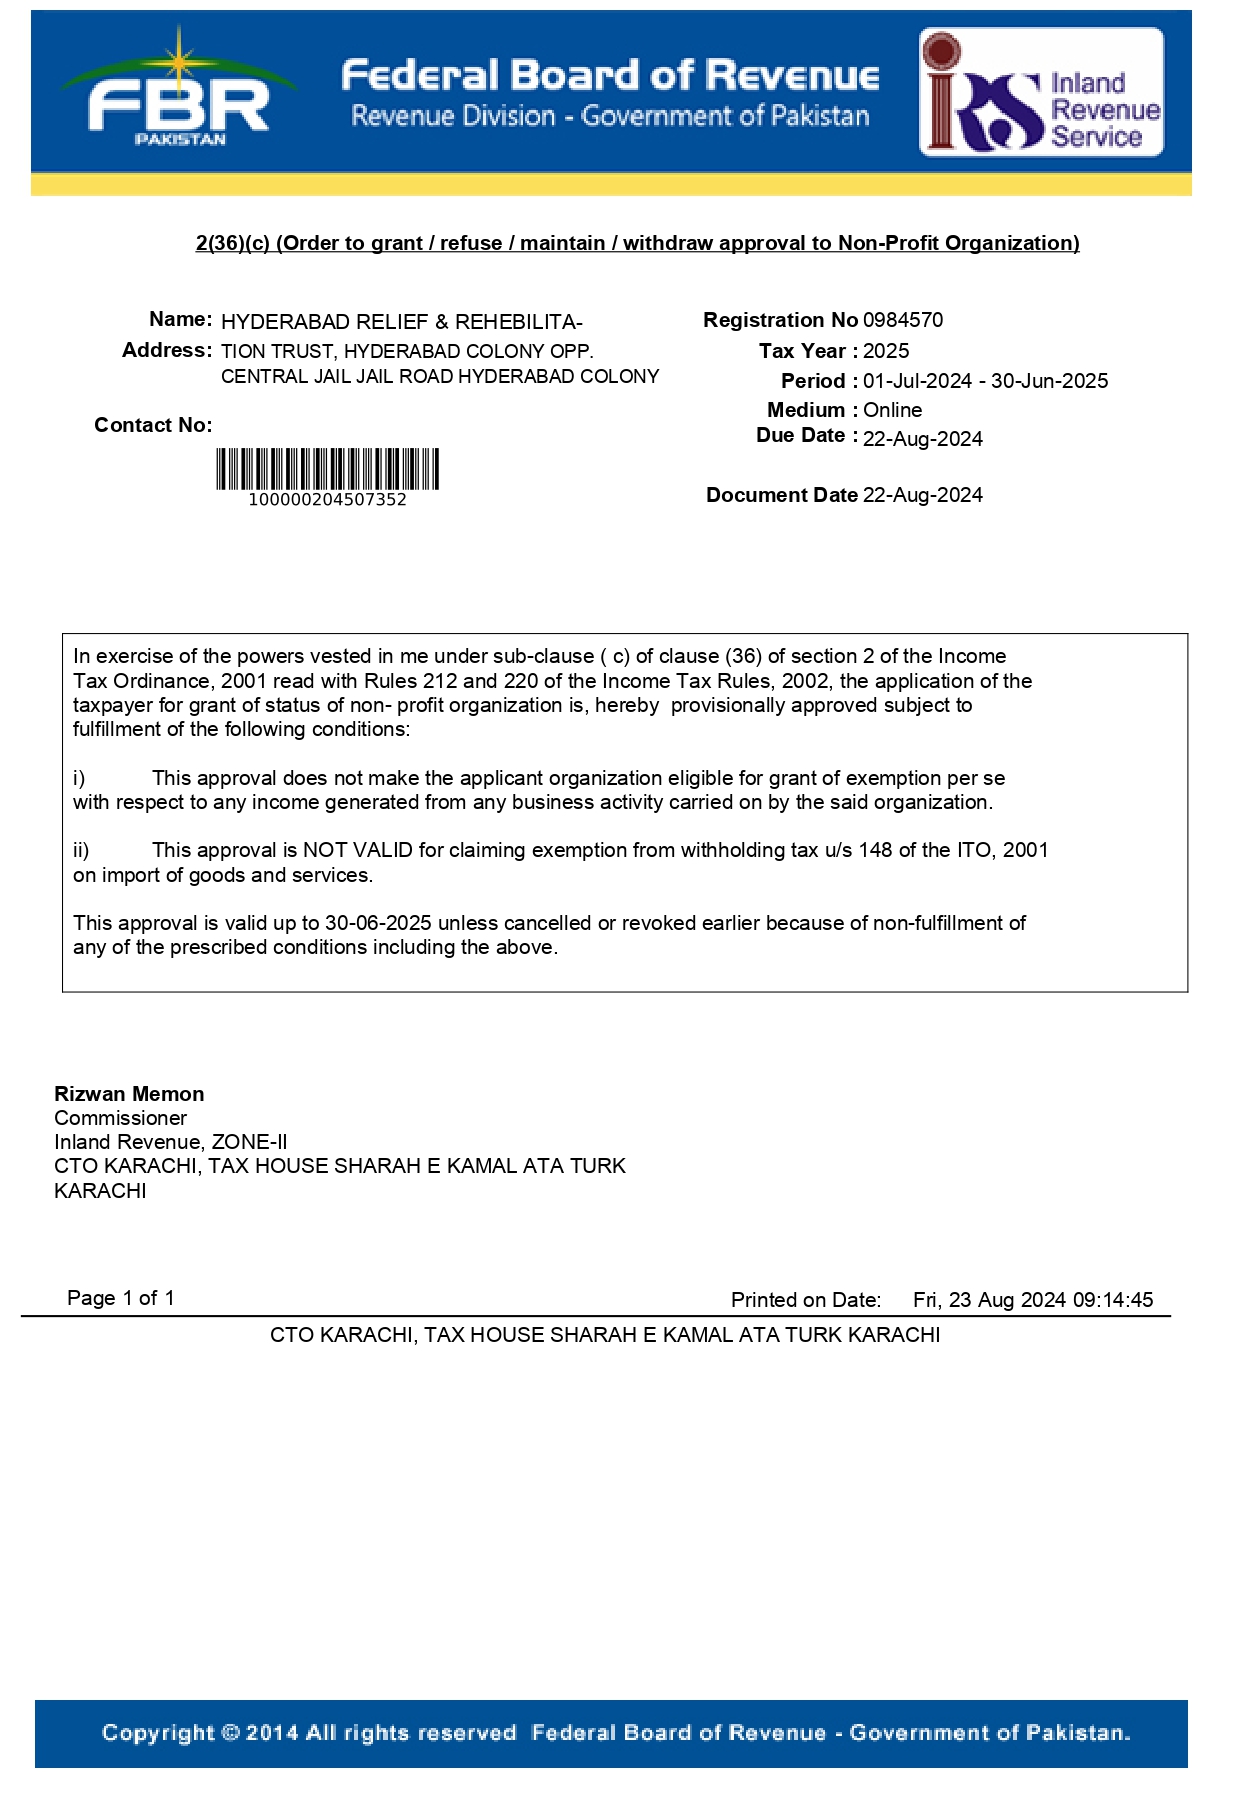 FBR
PAKISTAN
Federal Board of Revenue
Revenue Division - Government of Pakistan
iRS
Inland
Revenue
Service
2(36)(c) (Order to grant / refuse / maintain / withdraw approval to Non-Profit Organization)
Name: HYDERABAD RELIEF & REHEBILITA-
Address: TION TRUST, HYDERABAD COLONY OPP.
CENTRAL JAIL JAIL ROAD HYDERABAD COLONY
Contact No:
100000204507352
Registration No 0984570
Tax Year : 2025
Period : 01-Jul-2024 - 30-Jun-2025
Medium : Online
Due Date : 22-Aug-2024
Document Date 22-Aug-2024
In exercise of the powers vested in me under sub-clause ( c) of clause (36) of section 2 of the Income
Tax Ordinance, 2001 read with Rules 212 and 220 of the Income Tax Rules, 2002, the application of the
taxpayer for grant of status of non- profit organization is, hereby  provisionally approved subject to
fulfillment of the following conditions:
i) This approval does not make the applicant organization eligible for grant of exemption per se
with respect to any income generated from any business activity carried on by the said organization.
ii) This approval is NOT VALID for claiming exemption from withholding tax u/s 148 of the ITO, 2001
on import of goods and services.
This approval is valid up to 30-06-2025 unless cancelled or revoked earlier because of non-fulfillment of
any of the prescribed conditions including the above.
Rizwan Memon
Commissioner
Inland Revenue, ZONE-II
CTO KARACHI, TAX HOUSE SHARAH E KAMAL ATA TURK
KARACHI
Page 1 of 1
Printed on Date: Fri, 23 Aug 2024 09:14:45
CTO KARACHI, TAX HOUSE SHARAH E KAMAL ATA TURK KARACHI
Copyright © 2014 All rights reserved  Federal Board of Revenue - Government of Pakistan.